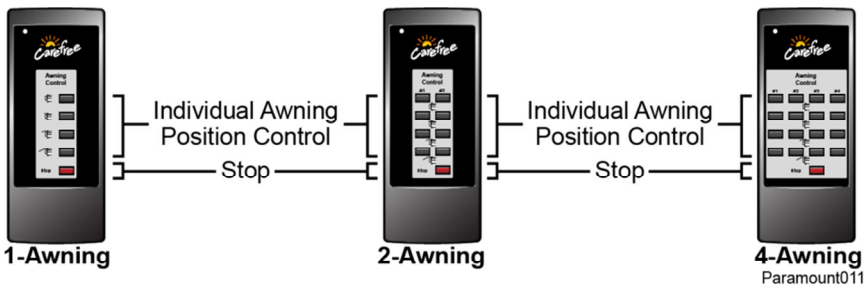 Carefree
Awning
Control
Stop
1-Awning
Individual Awning
Position Control
Stop
Carefree
Awning
Control
#1 #2
Stop
2-Awning
Individual Awning
Position Control
Stop
Carefree
Awning
Control
#1 #2 #3 #4
Stop
4-Awning
Paramount011